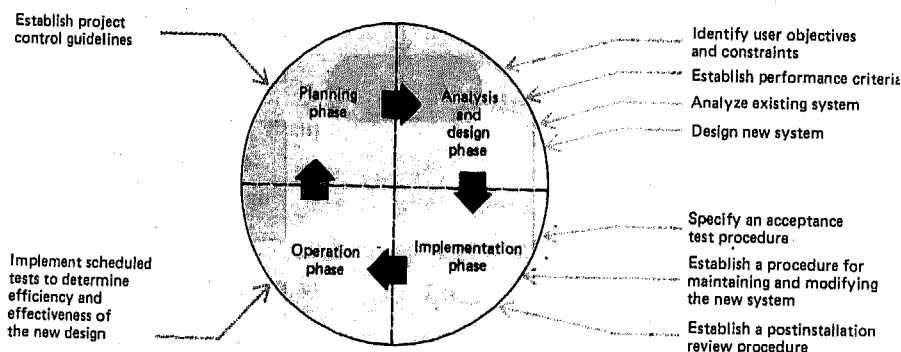 Establish project
control guidelines
Planning
phase
Analysis
and
design
phase
Identify user objectives
and constraints
Establish performance criteria
Analyze existing system
Design new system
Operation
phase
Implementation
phase
Specify an acceptance
test procedure
Establish a procedure for
maintaining and modifying
the new system
Establish a postinstallation
review procedure
Implement scheduled
tests to determine
efficiency and
effectiveness of
the new design